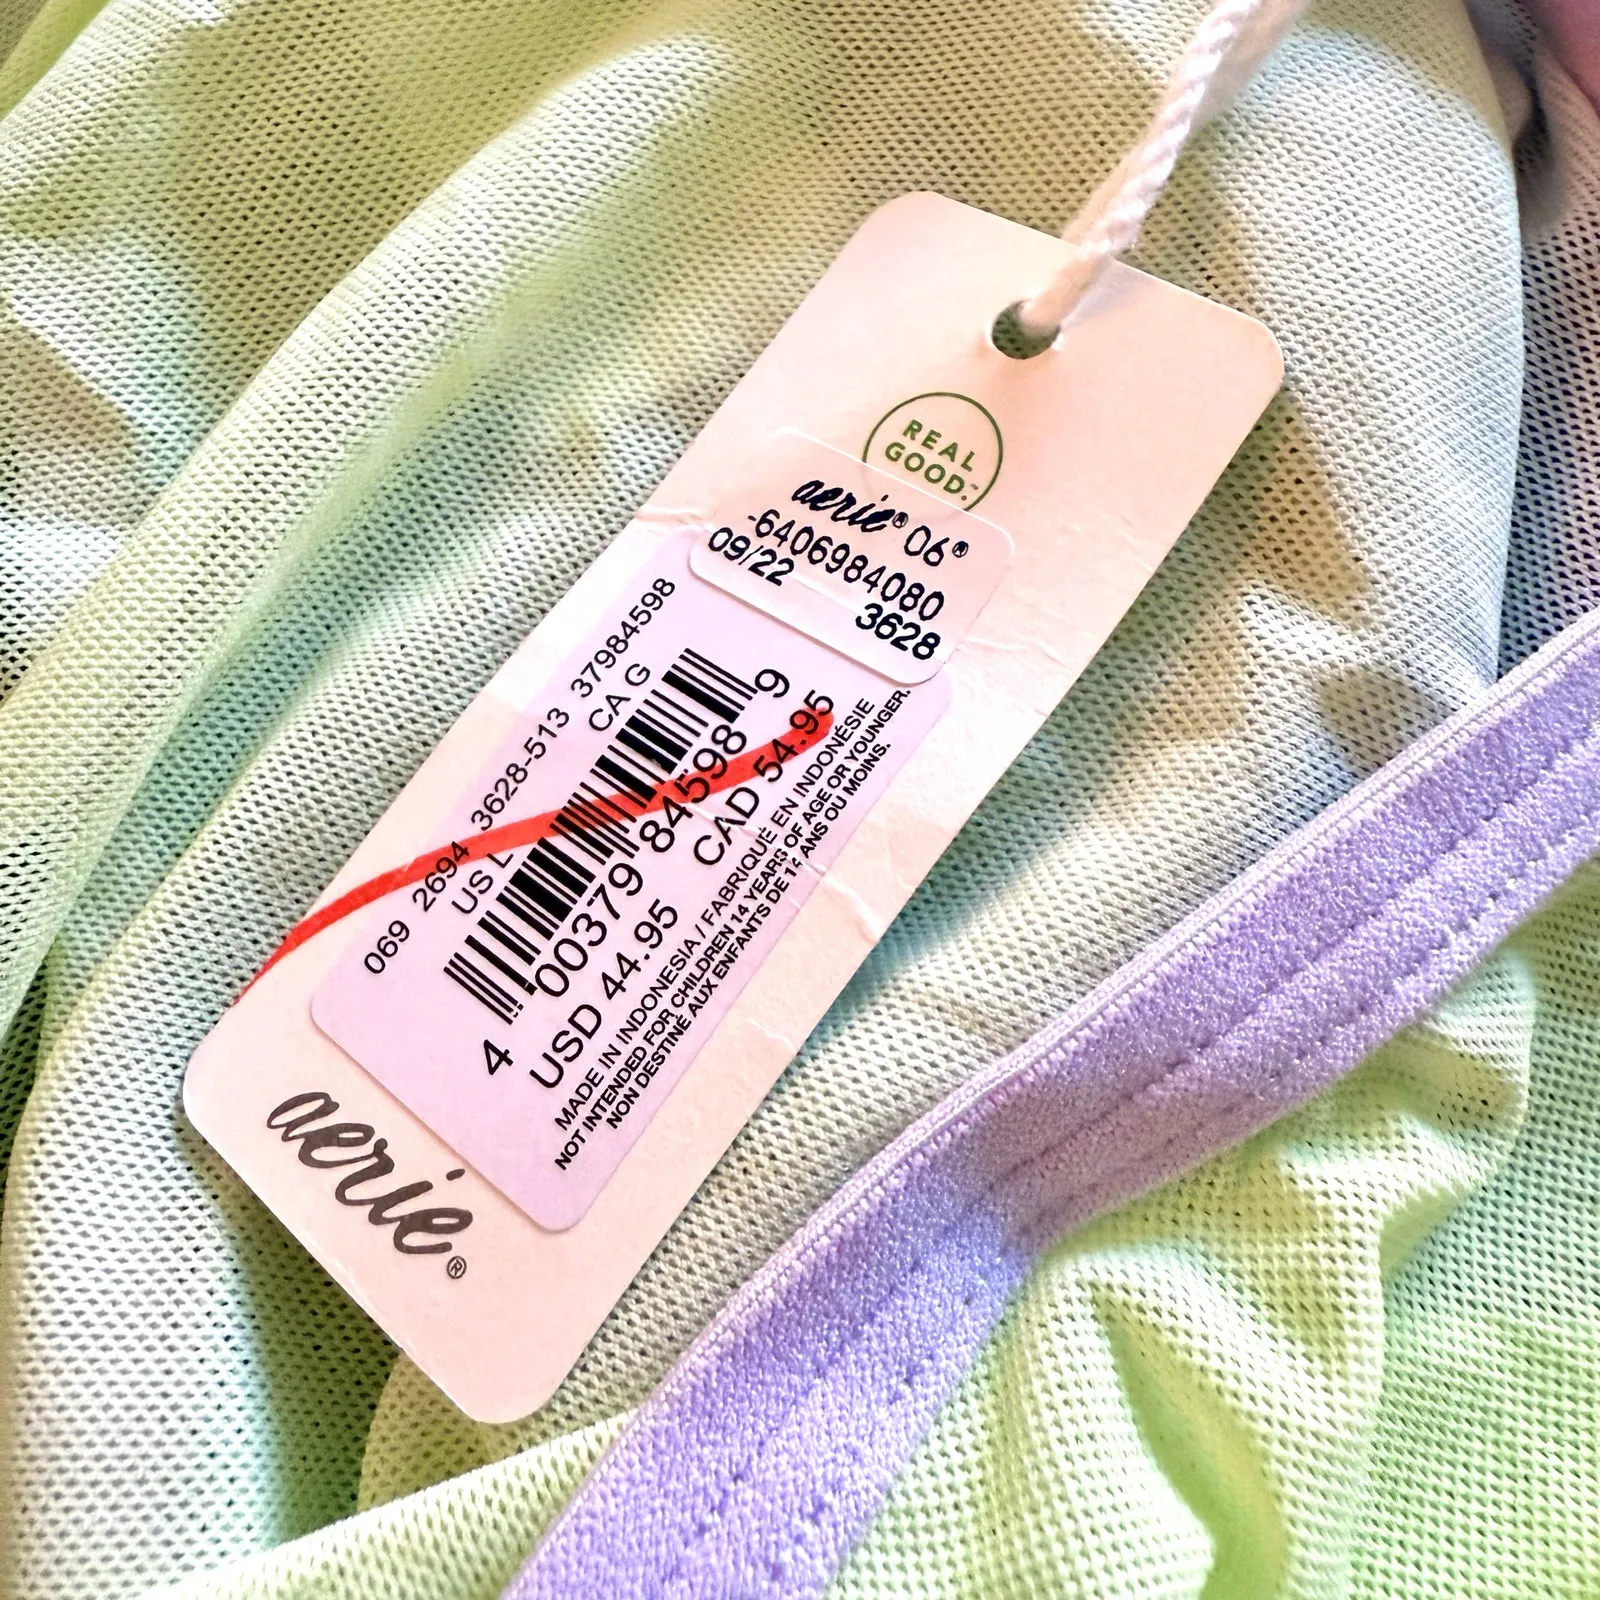 REAL
GOOD.™
aerie® 06®
-6406984080
09/22
3628
069 2694 3628-513 37984598
US L CA G
4 00379 84598 9
USD 44.95 CAD 54.95
MADE IN INDONESIA / FABRIQUÉ EN INDONÉSIE
NOT INTENDED FOR CHILDREN 14 YEARS OF AGE OR YOUNGER.
NON DESTINÉ AUX ENFANTS DE 14 ANS OU MOINS.
aerie®